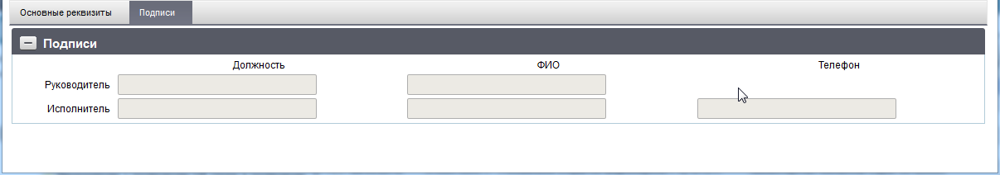 Основные реквизиты Подписи
Подписи
Должность ФИО Телефон
Руководитель
Исполнитель